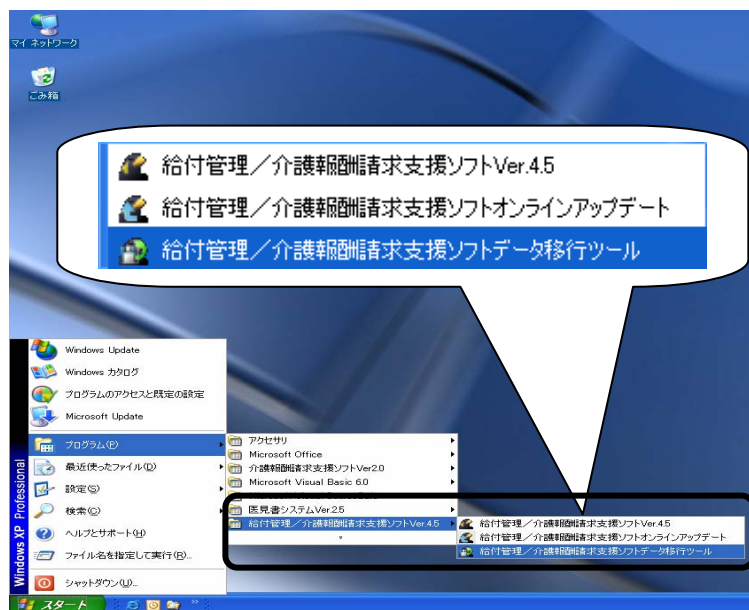 マイ ネットワーク
ごみ箱
給付管理／介護報酬請求支援ソフトVer.4.5
給付管理／介護報酬請求支援ソフトオンラインアップデート
給付管理／介護報酬請求支援ソフトデータ移行ツール
Windows Update
Windows カタログ
プログラムのアクセスと既定の設定
Microsoft Update
プログラム(P)
最近使ったファイル(D)
設定(S)
検索(C)
ヘルプとサポート(H)
ファイル名を指定して実行(R)...
シャットダウン(U)...
Windows XP Professional
アクセサリ
Microsoft Office
介護報酬請求支援ソフトVer2.0
Microsoft Visual Basic 6.0
医見書システムVer.2.5
給付管理／介護報酬請求支援ソフトVer.4.5
給付管理／介護報酬請求支援ソフトVer.4.5
給付管理／介護報酬請求支援ソフトオンラインアップデート
給付管理／介護報酬請求支援ソフトデータ移行ツール
スタート